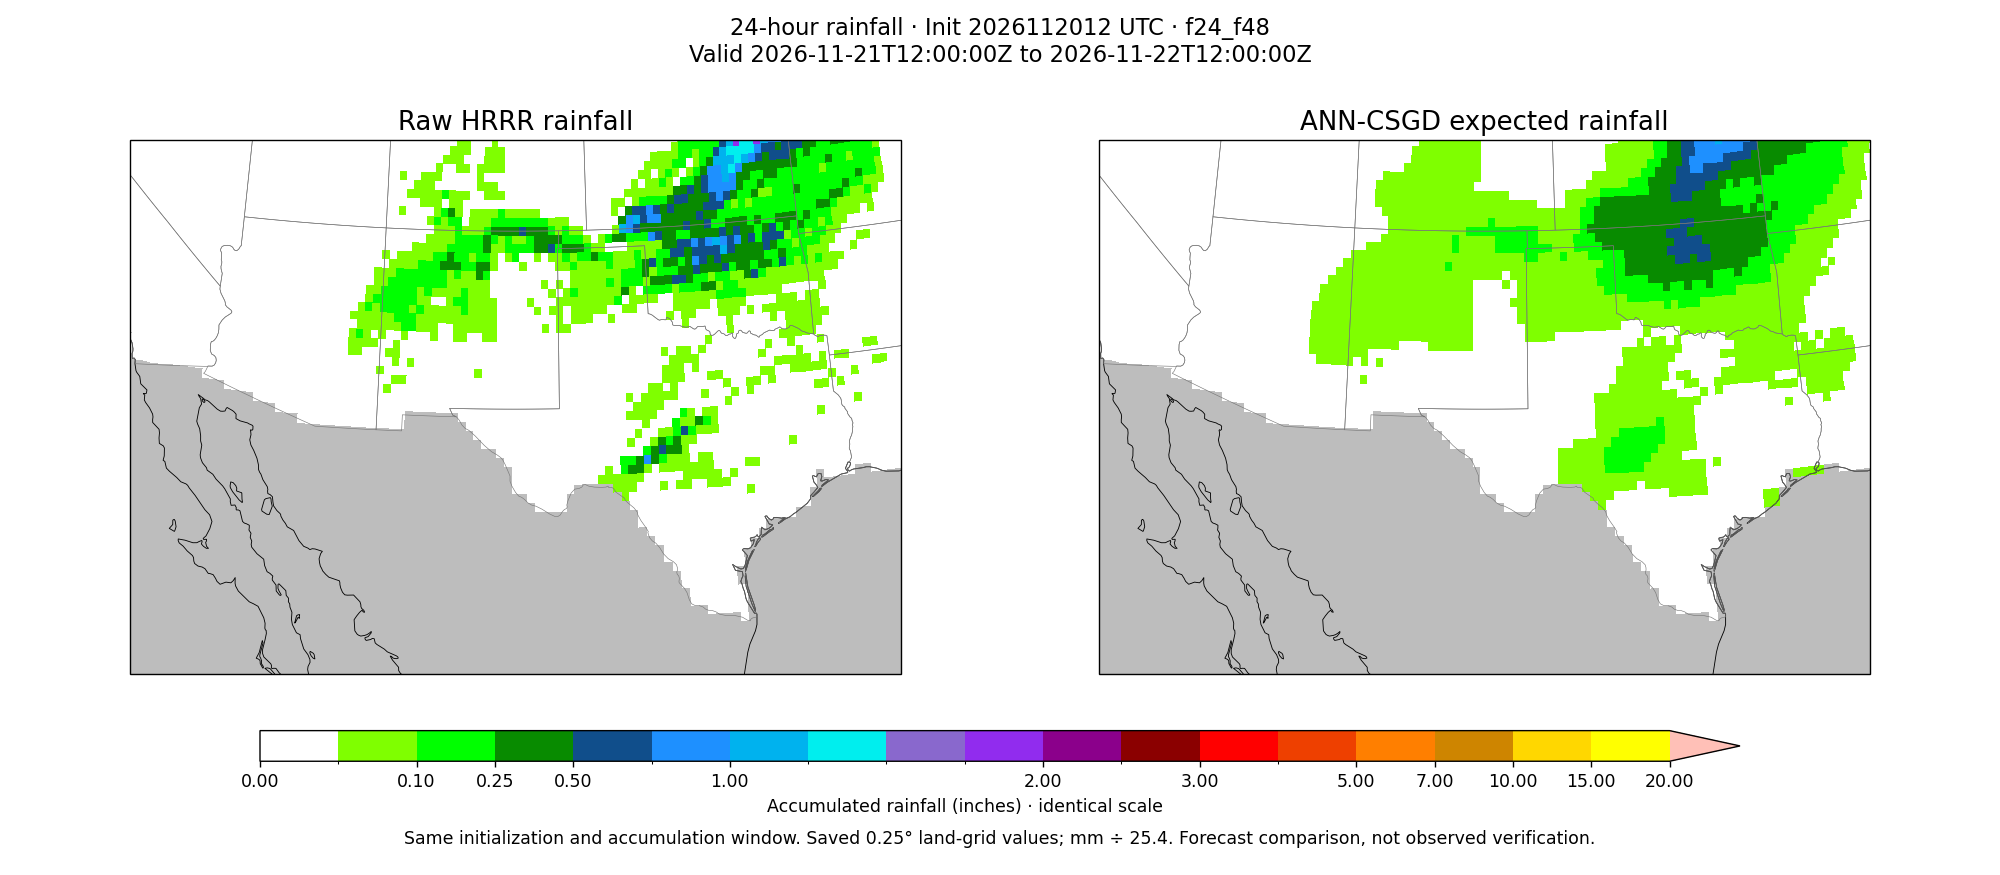 24-hour rainfall · Init 2026112012 UTC · f24_f48
Valid 2026-11-21T12:00:00Z to 2026-11-22T12:00:00Z
Raw HRRR rainfall
ANN-CSGD expected rainfall
0.00 0.10 0.25 0.50 1.00 2.00 3.00 5.00 7.00 10.00 15.00 20.00
Accumulated rainfall (inches) · identical scale
Same initialization and accumulation window. Saved 0.25° land-grid values; mm ÷ 25.4. Forecast comparison, not observed verification.